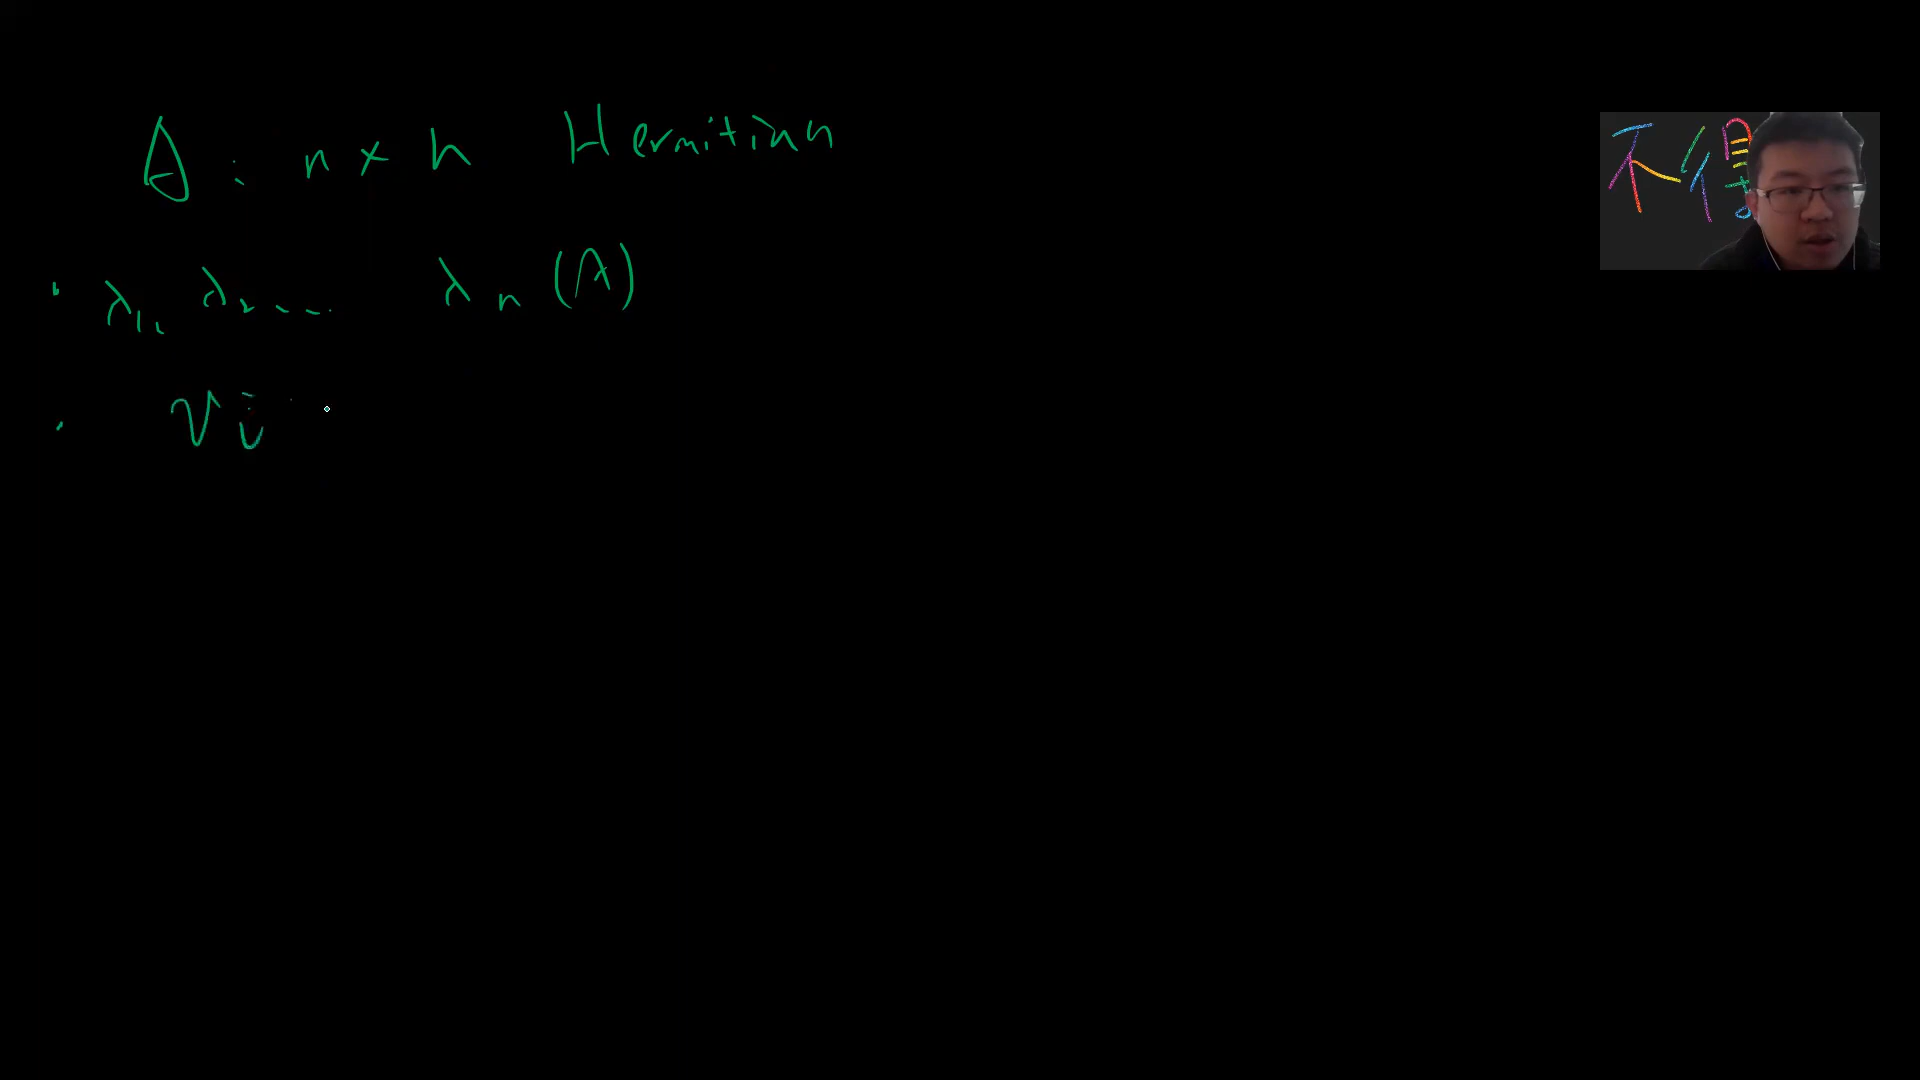 A : n × n Hermitian
· λ₁, λ₂ ... λₙ (A)
· vᵢ
不得